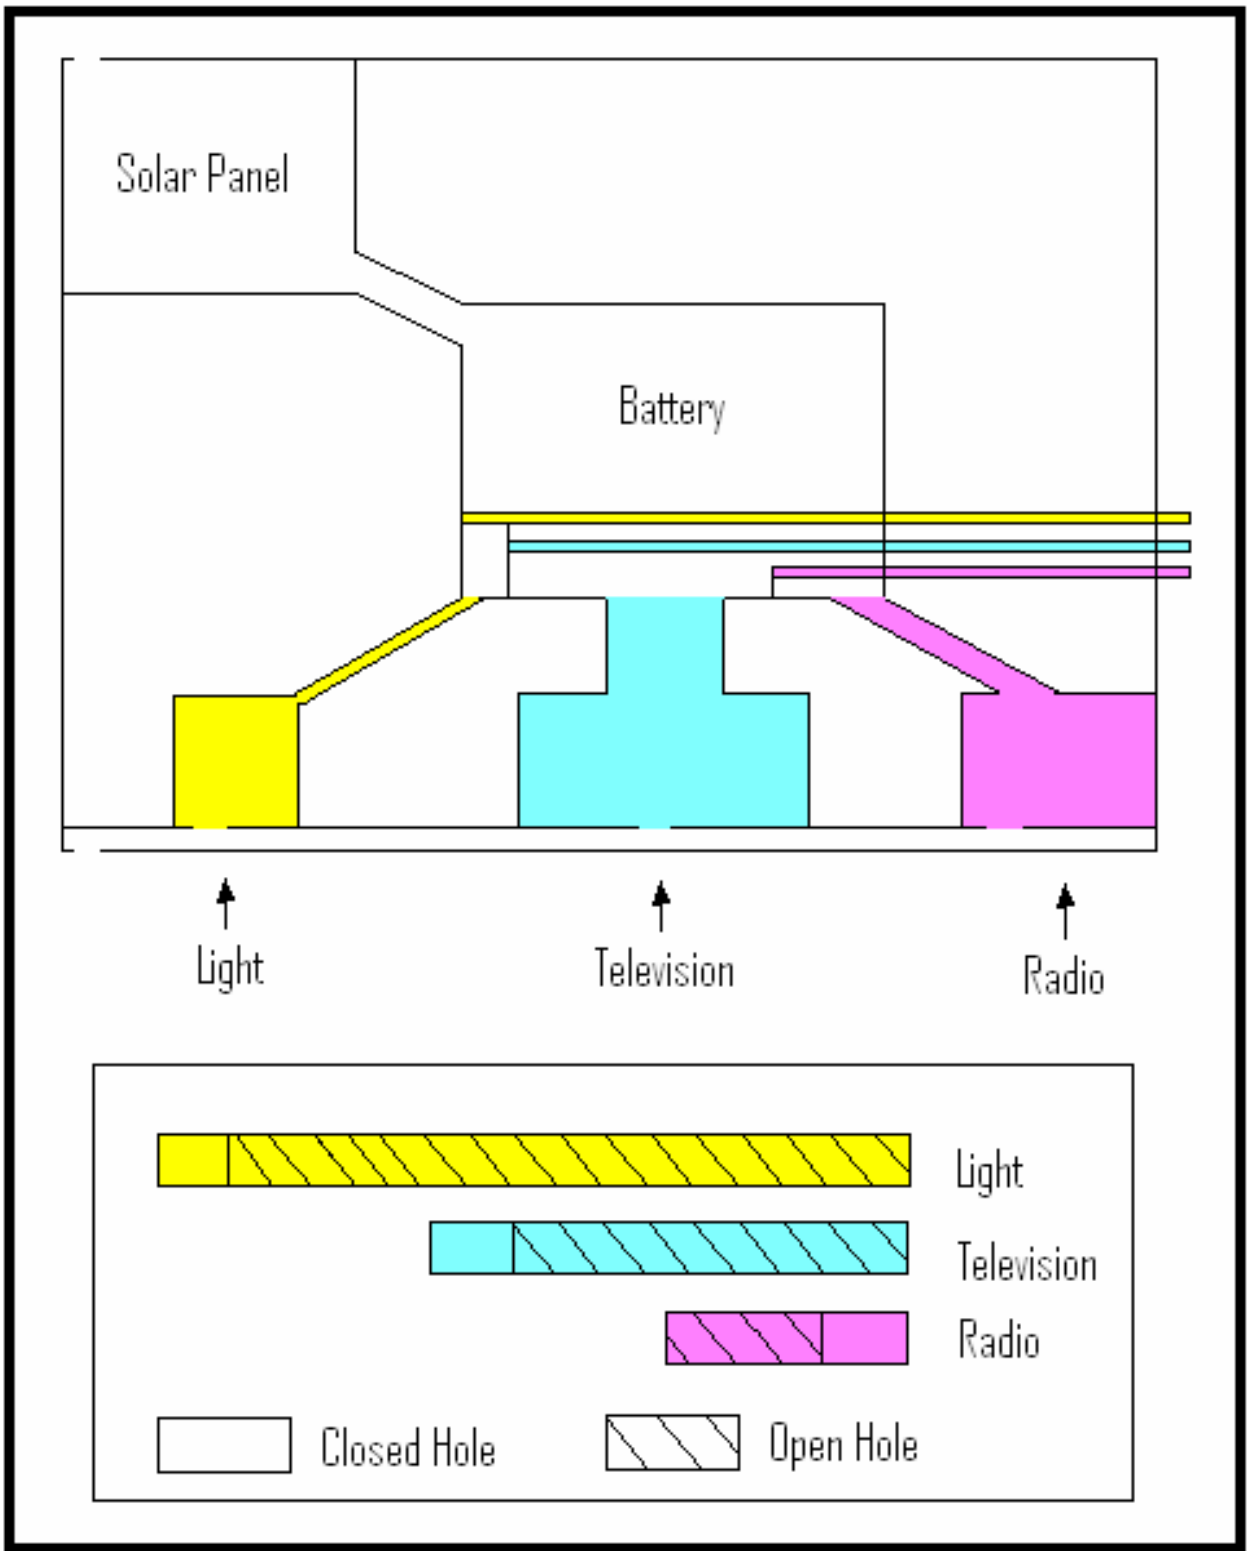 Solar Panel
Battery
Light
Television
Radio
Light
Television
Radio
Closed Hole
Open Hole